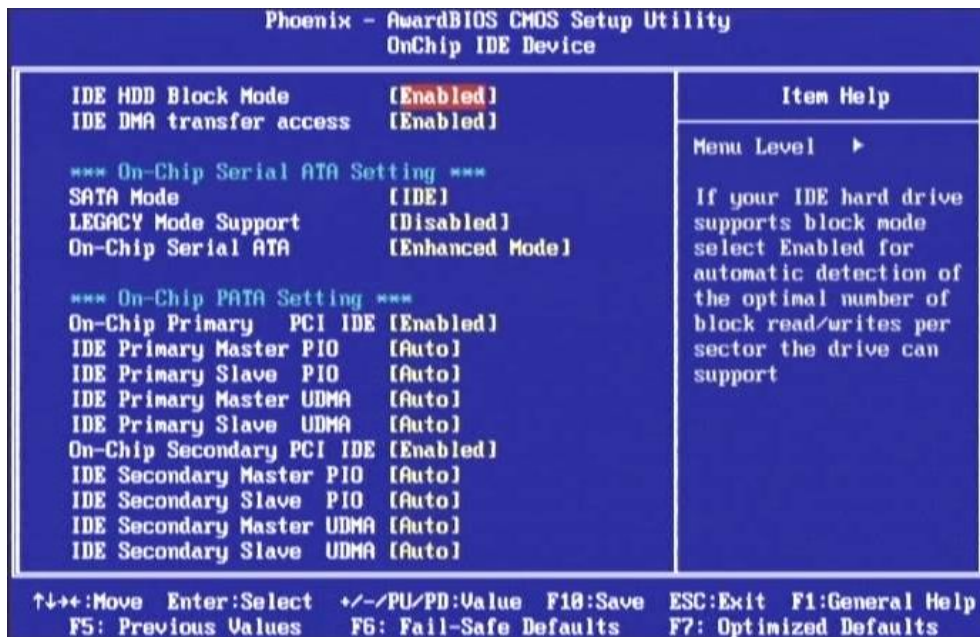 Phoenix - AwardBIOS CMOS Setup Utility
OnChip IDE Device
IDE HDD Block Mode [Enabled]
IDE DMA transfer access [Enabled]
*** On-Chip Serial ATA Setting ***
SATA Mode [IDE]
LEGACY Mode Support [Disabled]
On-Chip Serial ATA [Enhanced Mode]
*** On-Chip PATA Setting ***
On-Chip Primary PCI IDE [Enabled]
IDE Primary Master PIO [Auto]
IDE Primary Slave PIO [Auto]
IDE Primary Master UDMA [Auto]
IDE Primary Slave UDMA [Auto]
On-Chip Secondary PCI IDE [Enabled]
IDE Secondary Master PIO [Auto]
IDE Secondary Slave PIO [Auto]
IDE Secondary Master UDMA [Auto]
IDE Secondary Slave UDMA [Auto]
Item Help
Menu Level ▶
If your IDE hard drive
supports block mode
select Enabled for
automatic detection of
the optimal number of
block read/writes per
sector the drive can
support
↑↓→←:Move Enter:Select +/-/PU/PD:Value F10:Save ESC:Exit F1:General Help
F5: Previous Values F6: Fail-Safe Defaults F7: Optimized Defaults